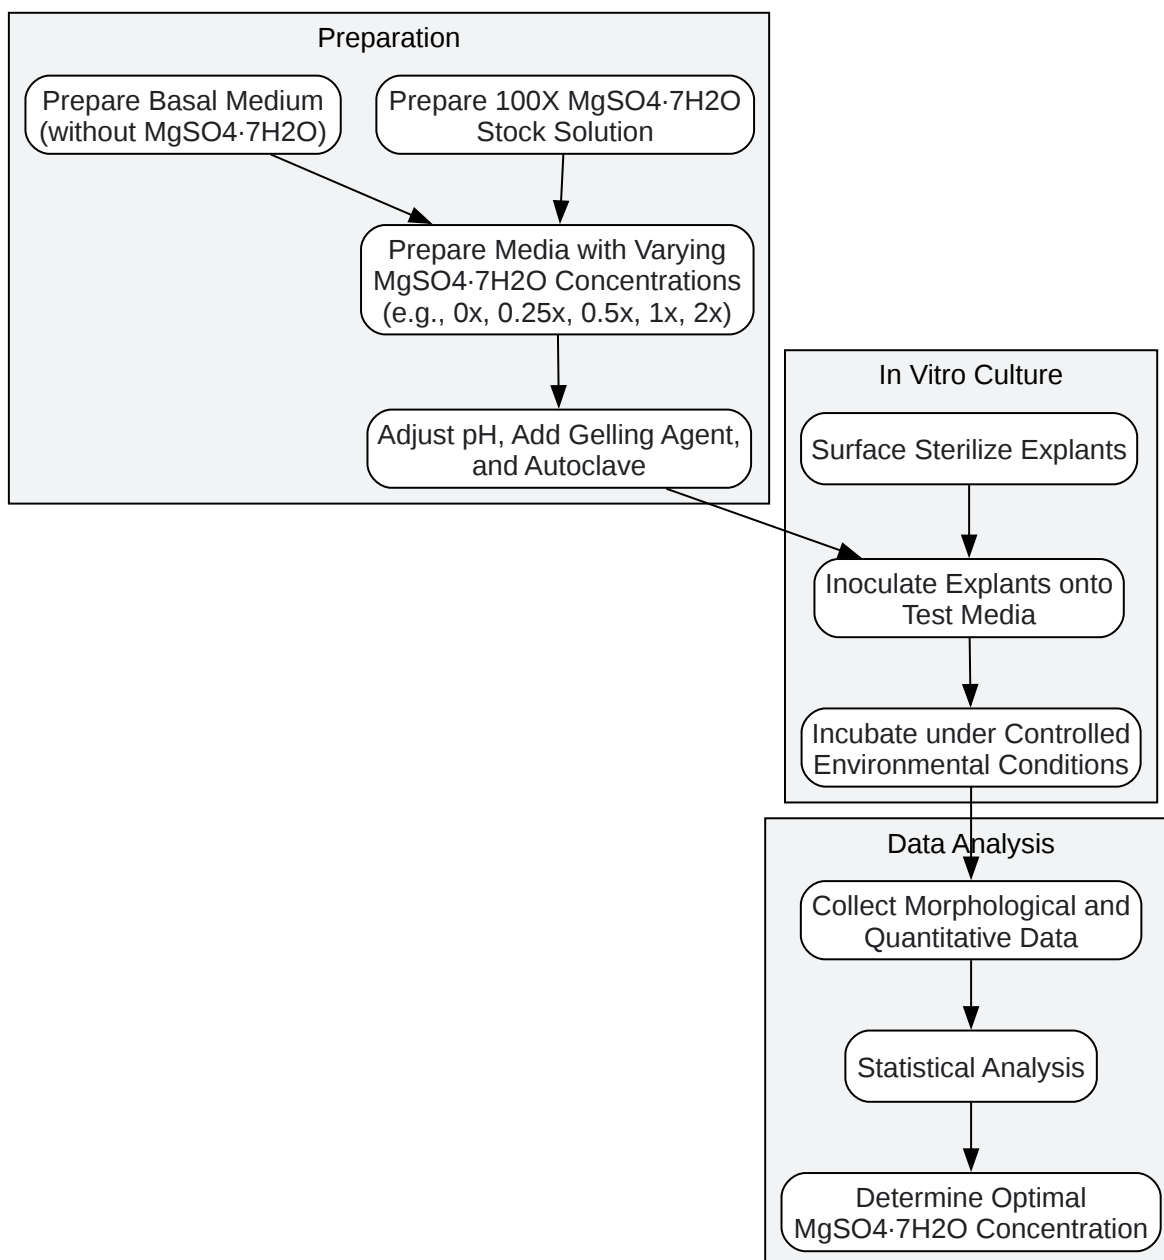 Preparation
Prepare Basal Medium
(without MgSO4·7H2O)
Prepare 100X MgSO4·7H2O
Stock Solution
Prepare Media with Varying
MgSO4·7H2O Concentrations
(e.g., 0x, 0.25x, 0.5x, 1x, 2x)
Adjust pH, Add Gelling Agent,
and Autoclave
In Vitro Culture
Surface Sterilize Explants
Inoculate Explants onto
Test Media
Incubate under Controlled
Environmental Conditions
Data Analysis
Collect Morphological and
Quantitative Data
Statistical Analysis
Determine Optimal
MgSO4·7H2O Concentration